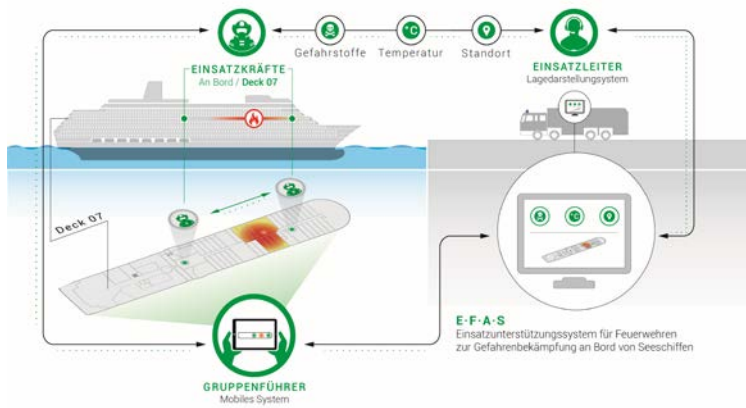 Gefahrstoffe
Temperatur
Standort
°C
EINSATZKRÄFTE
An Bord / Deck 07
EINSATZLEITER
Lagedarstellungsystem
Deck 07
°C
E·F·A·S
Einsatzunterstützungssystem für Feuerwehren
zur Gefahrenbekämpfung an Bord von Seeschiffen
GRUPPENFÜHRER
Mobiles System